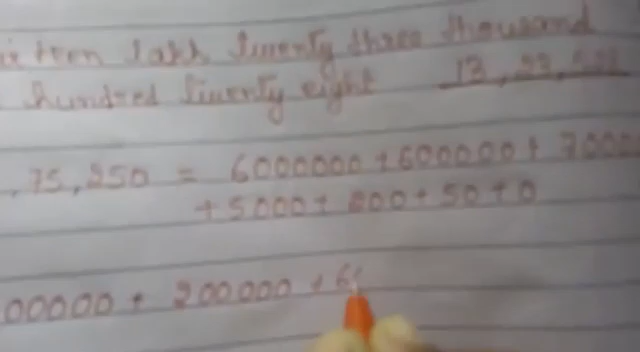 teen lakh twenty three thousand
hundred twenty eight 13,23,
,75,250 = 6000000 + 600000 + 7000
+ 5000 + 200 + 50 + 0
00000 + 200000 + 6